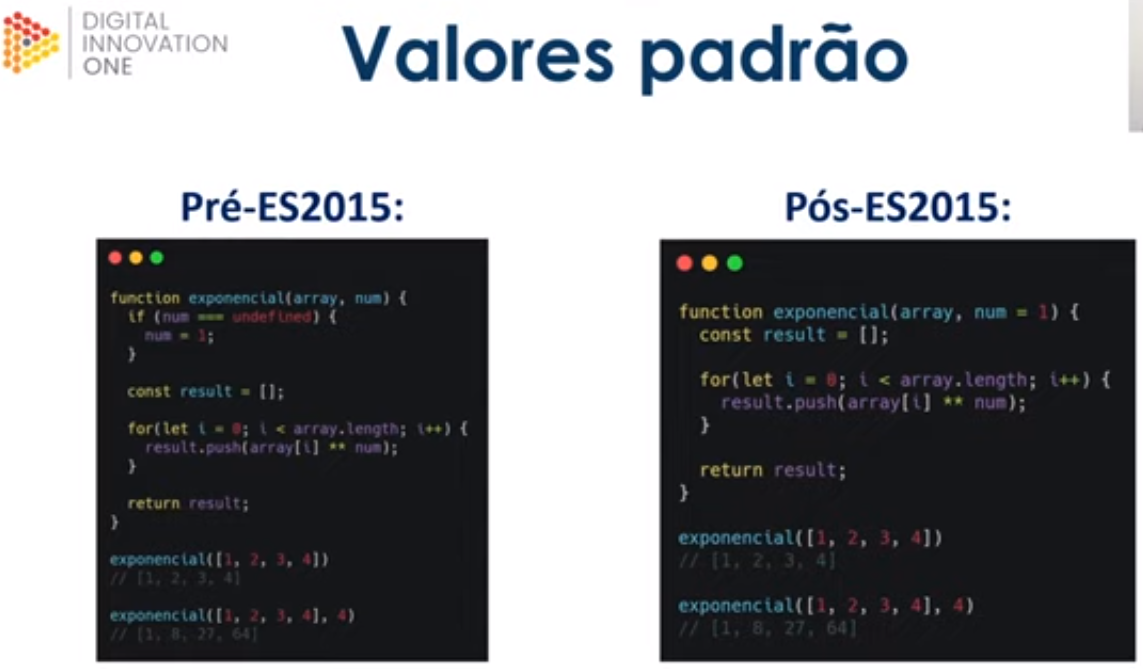 DIGITAL
INNOVATION
ONE
Valores padrão
Pré-ES2015:
function exponencial(array, num) {
if (num === undefined) {
num = 1;
}
const result = [];
for(let i = 0; i < array.length; i++) {
result.push(array[i] ** num);
}
return result;
}
exponencial([1, 2, 3, 4])
// [1, 2, 3, 4]
exponencial([1, 2, 3, 4], 4)
// [1, 8, 27, 64]
Pós-ES2015:
function exponencial(array, num = 1) {
const result = [];
for(let i = 0; i < array.length; i++) {
result.push(array[i] ** num);
}
return result;
}
exponencial([1, 2, 3, 4])
// [1, 2, 3, 4]
exponencial([1, 2, 3, 4], 4)
// [1, 8, 27, 64]